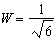 W = 1/√6